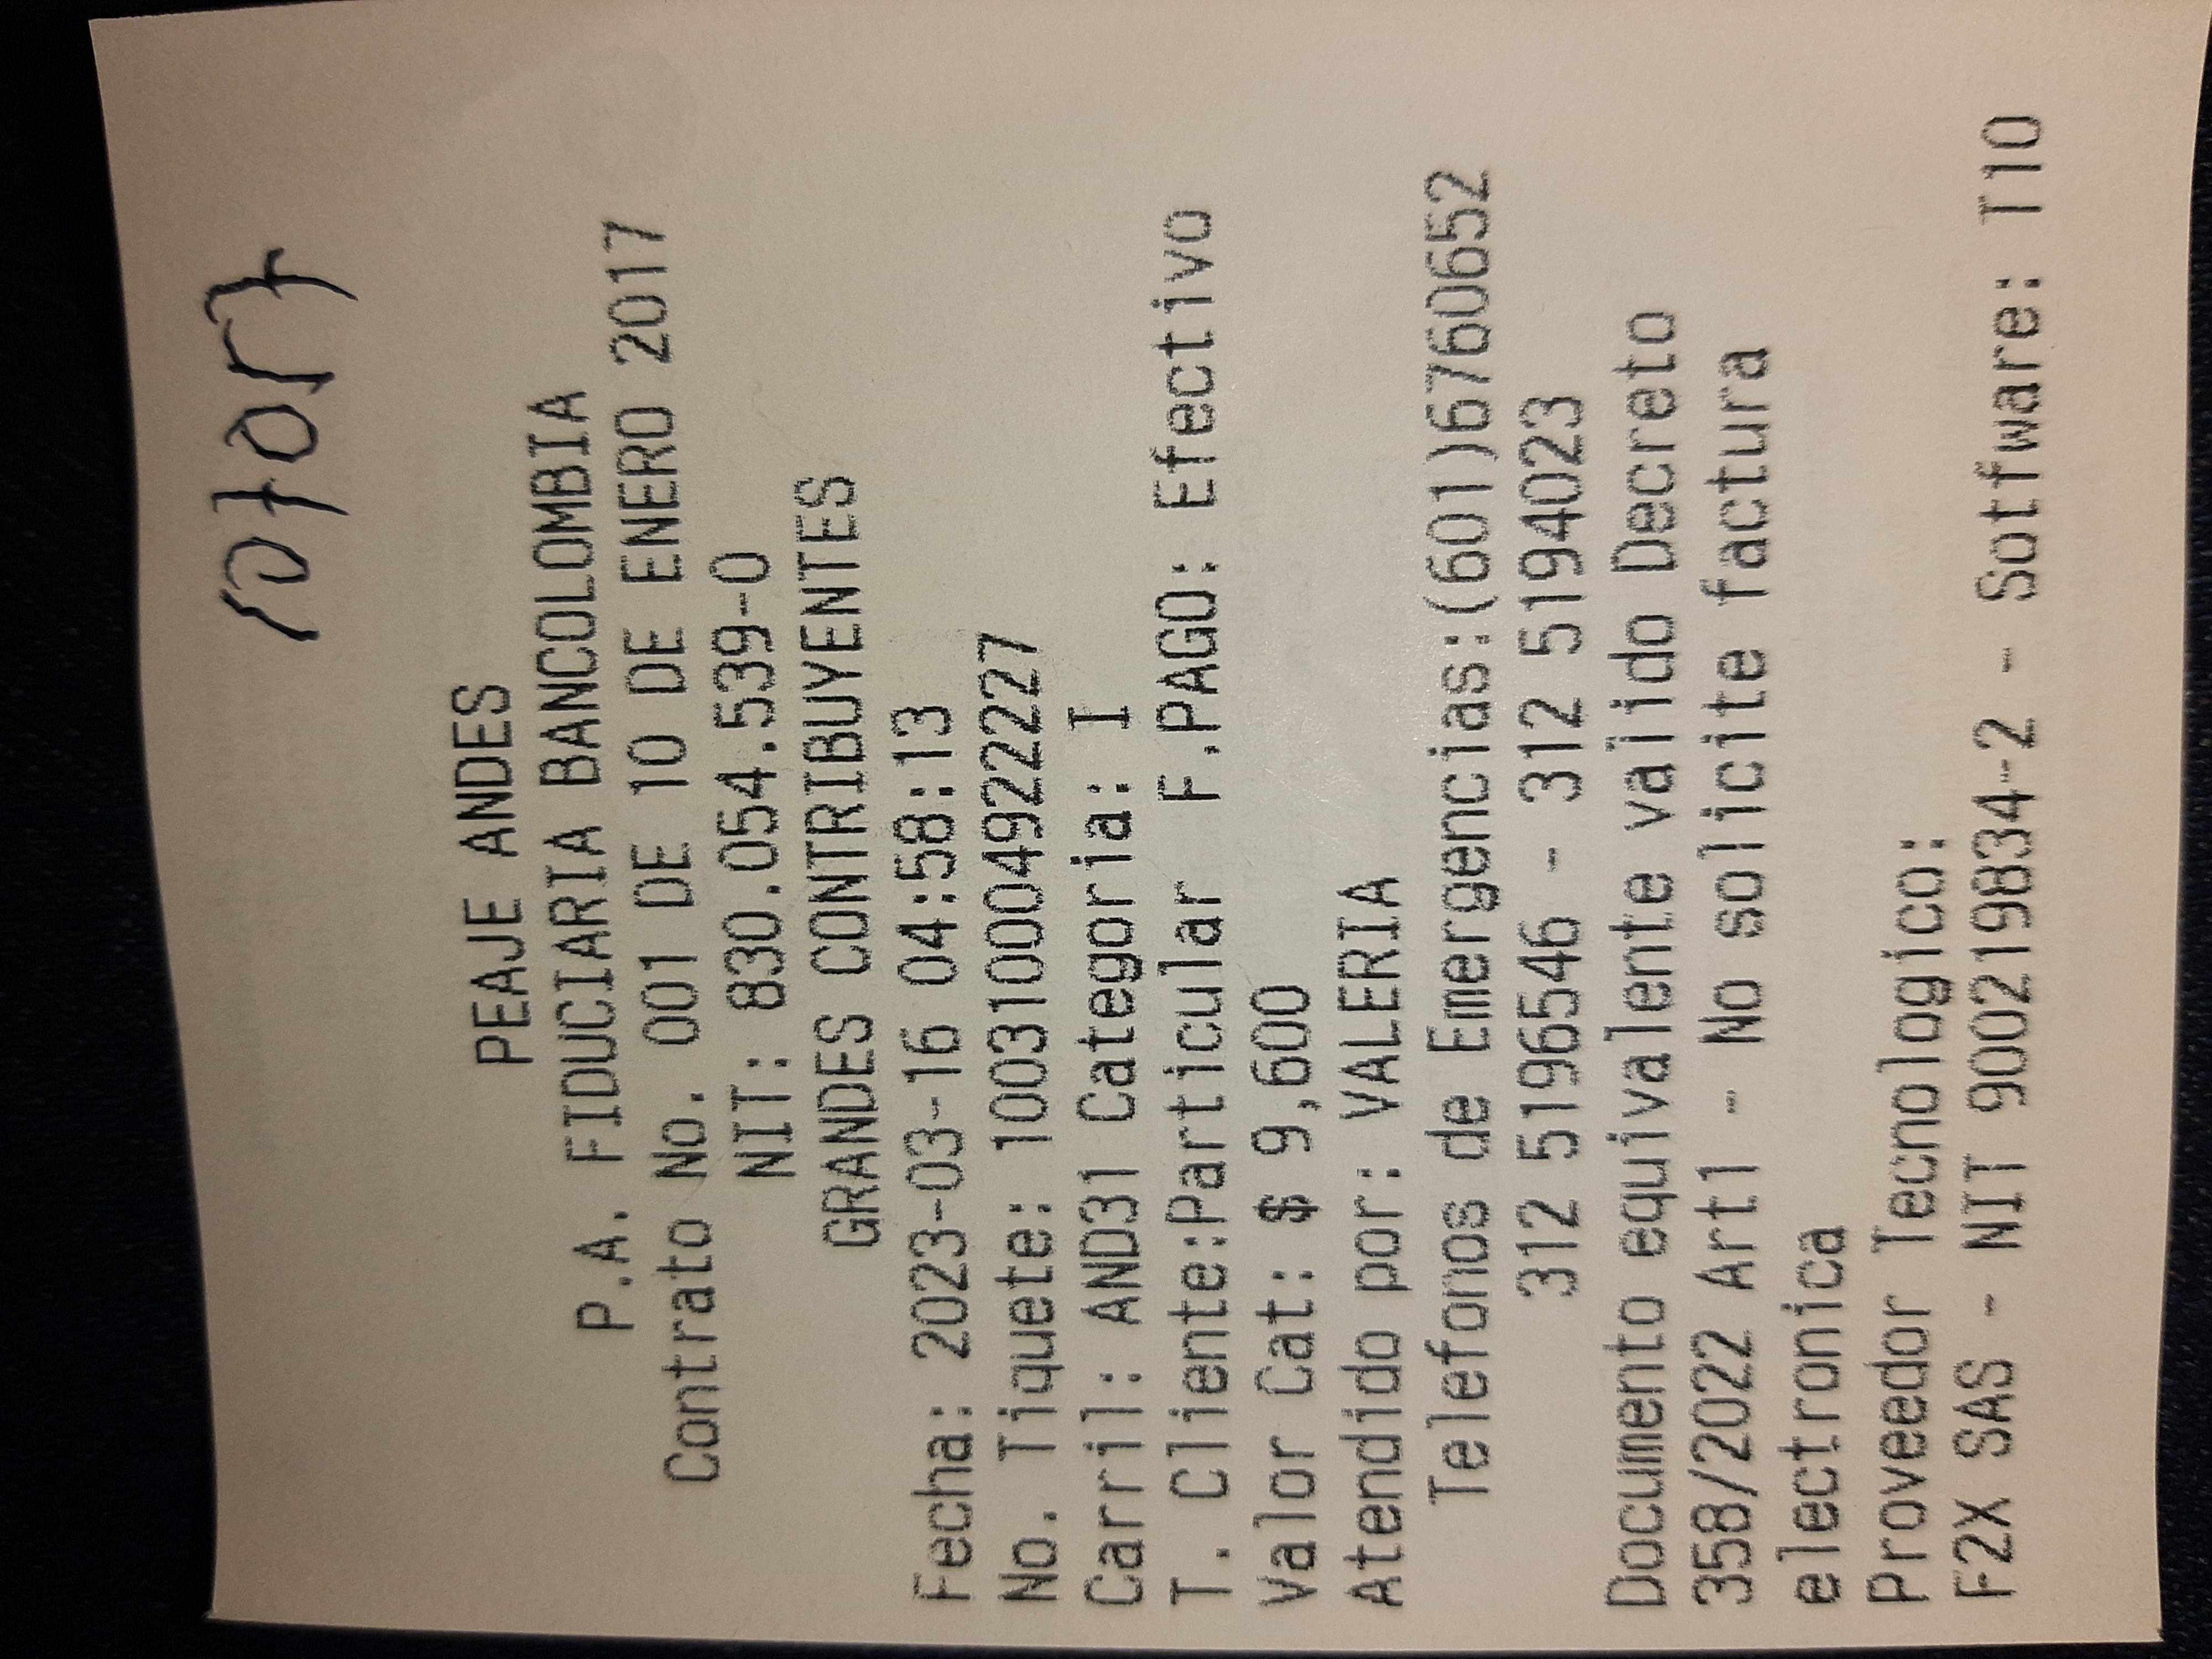 PEAJE ANDES
P.A. FIDUCIARIA BANCOLOMBIA
Contrato No. 001 DE 10 DE ENERO 2017
NIT: 830.054.539-0
GRANDES CONTRIBUYENTES
Fecha: 2023-03-16 04:58:13
No. Tiquete: 1003100049222​27
Carril: AND31 Categoria: I
T. Cliente:Particular F.PAGO: Efectivo
Valor Cat: $ 9,600
Atendido por: VALERIA
Telefonos de Emergencias:(601)6760652
312 5196546 - 312 5194023
Documento equivalente valido Decreto
358/2022 Art1 - No solicite factura
electronica
Proveedor Tecnologico:
F2X SAS - NIT 900219834-2 - Sotfware: T10